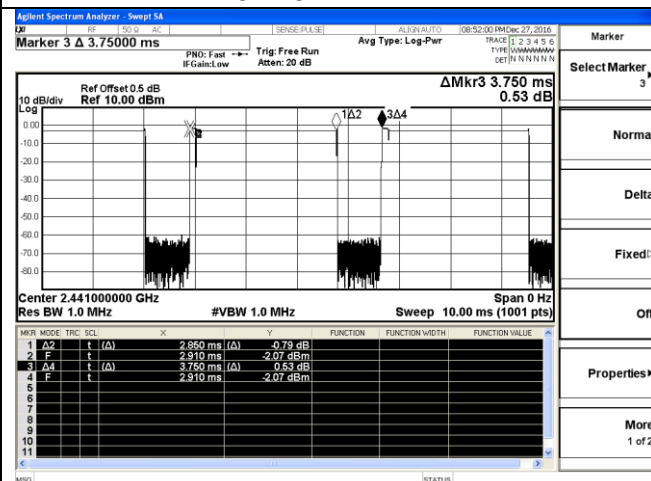 Agilent Spectrum Analyzer - Swept SA
RF 50 Ω AC SENSE:PULSE ALIGN AUTO 08:52:00 PM Dec 27, 2016
Marker 3 Δ 3.75000 ms
PNO: Fast
IFGain:Low
Trig: Free Run
Atten: 20 dB
Avg Type: Log-Pwr
TRACE 1 2 3 4 5 6
TYPE
DET N N N N N N
Ref Offset 0.5 dB
10 dB/div Ref 10.00 dBm
ΔMkr3 3.750 ms
0.53 dB
Log
1Δ2 3Δ4
0.00
-10.0
-20.0
-30.0
-40.0
-50.0
-60.0
-70.0
-80.0
Center 2.441000000 GHz Span 0 Hz
Res BW 1.0 MHz #VBW 1.0 MHz Sweep 10.00 ms (1001 pts)
MKR MODE TRC SCL X Y FUNCTION FUNCTION WIDTH FUNCTION VALUE
1 Δ2 t (Δ) 2.850 ms (Δ) -0.79 dB
2 F t 2.910 ms -2.07 dBm
3 Δ4 t (Δ) 3.750 ms (Δ) 0.53 dB
4 F t 2.910 ms -2.07 dBm
5
6
7
8
9
10
11
MSG STATUS
Marker
Select Marker
3
Norma
Delta
Fixed
Off
Properties
More
1 of 2